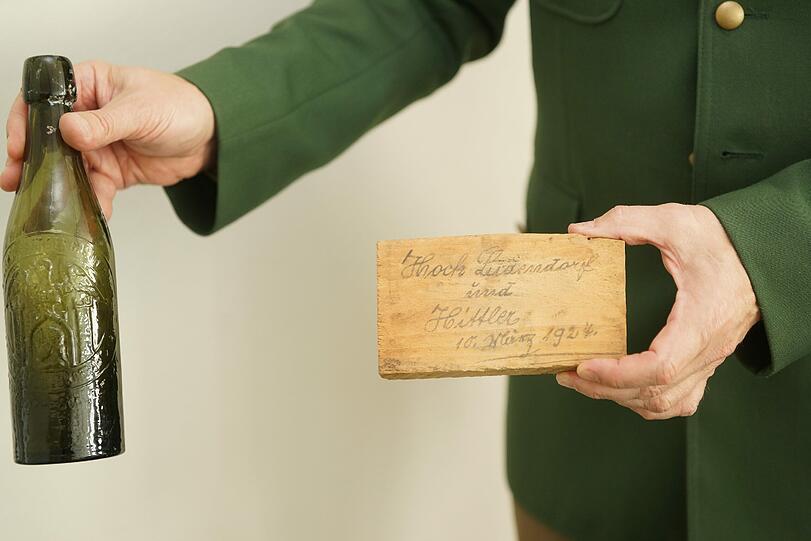 Hoch Ludendorf
und
Hittler
10. März 1924.